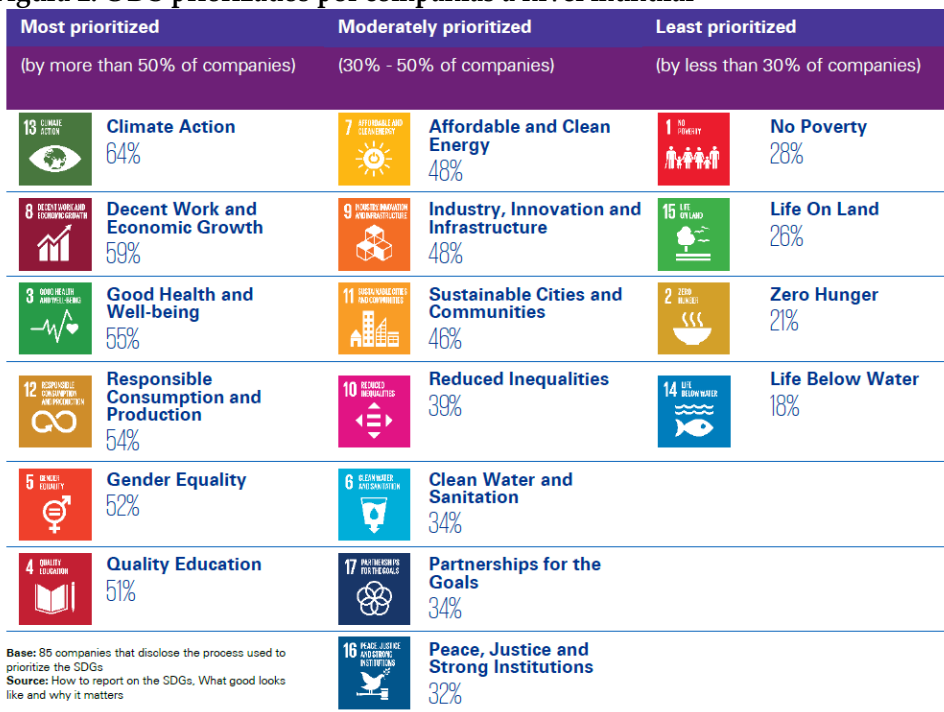 Figura 2. ODS priorizados por compañías a nivel mundial
Most prioritized
(by more than 50% of companies)
Moderately prioritized
(30% - 50% of companies)
Least prioritized
(by less than 30% of companies)
13 CLIMATE
ACTION
Climate Action
64%
7 AFFORDABLE AND
CLEAN ENERGY
Affordable and Clean
Energy
48%
1 NO
POVERTY
No Poverty
28%
8 DECENT WORK AND
ECONOMIC GROWTH
Decent Work and
Economic Growth
59%
9 INDUSTRY, INNOVATION
AND INFRASTRUCTURE
Industry, Innovation and
Infrastructure
48%
15 LIFE
ON LAND
Life On Land
26%
3 GOOD HEALTH
AND WELL-BEING
Good Health and
Well-being
55%
11 SUSTAINABLE CITIES
AND COMMUNITIES
Sustainable Cities and
Communities
46%
2 ZERO
HUNGER
Zero Hunger
21%
12 RESPONSIBLE
CONSUMPTION
AND PRODUCTION
Responsible
Consumption and
Production
54%
10 REDUCED
INEQUALITIES
Reduced Inequalities
39%
14 LIFE
BELOW WATER
Life Below Water
18%
5 GENDER
EQUALITY
Gender Equality
52%
6 CLEAN WATER
AND SANITATION
Clean Water and
Sanitation
34%
4 QUALITY
EDUCATION
Quality Education
51%
17 PARTNERSHIPS
FOR THE GOALS
Partnerships for the
Goals
34%
16 PEACE, JUSTICE
AND STRONG
INSTITUTIONS
Peace, Justice and
Strong Institutions
32%
Base: 85 companies that disclose the process used to
prioritize the SDGs
Source: How to report on the SDGs, What good looks
like and why it matters